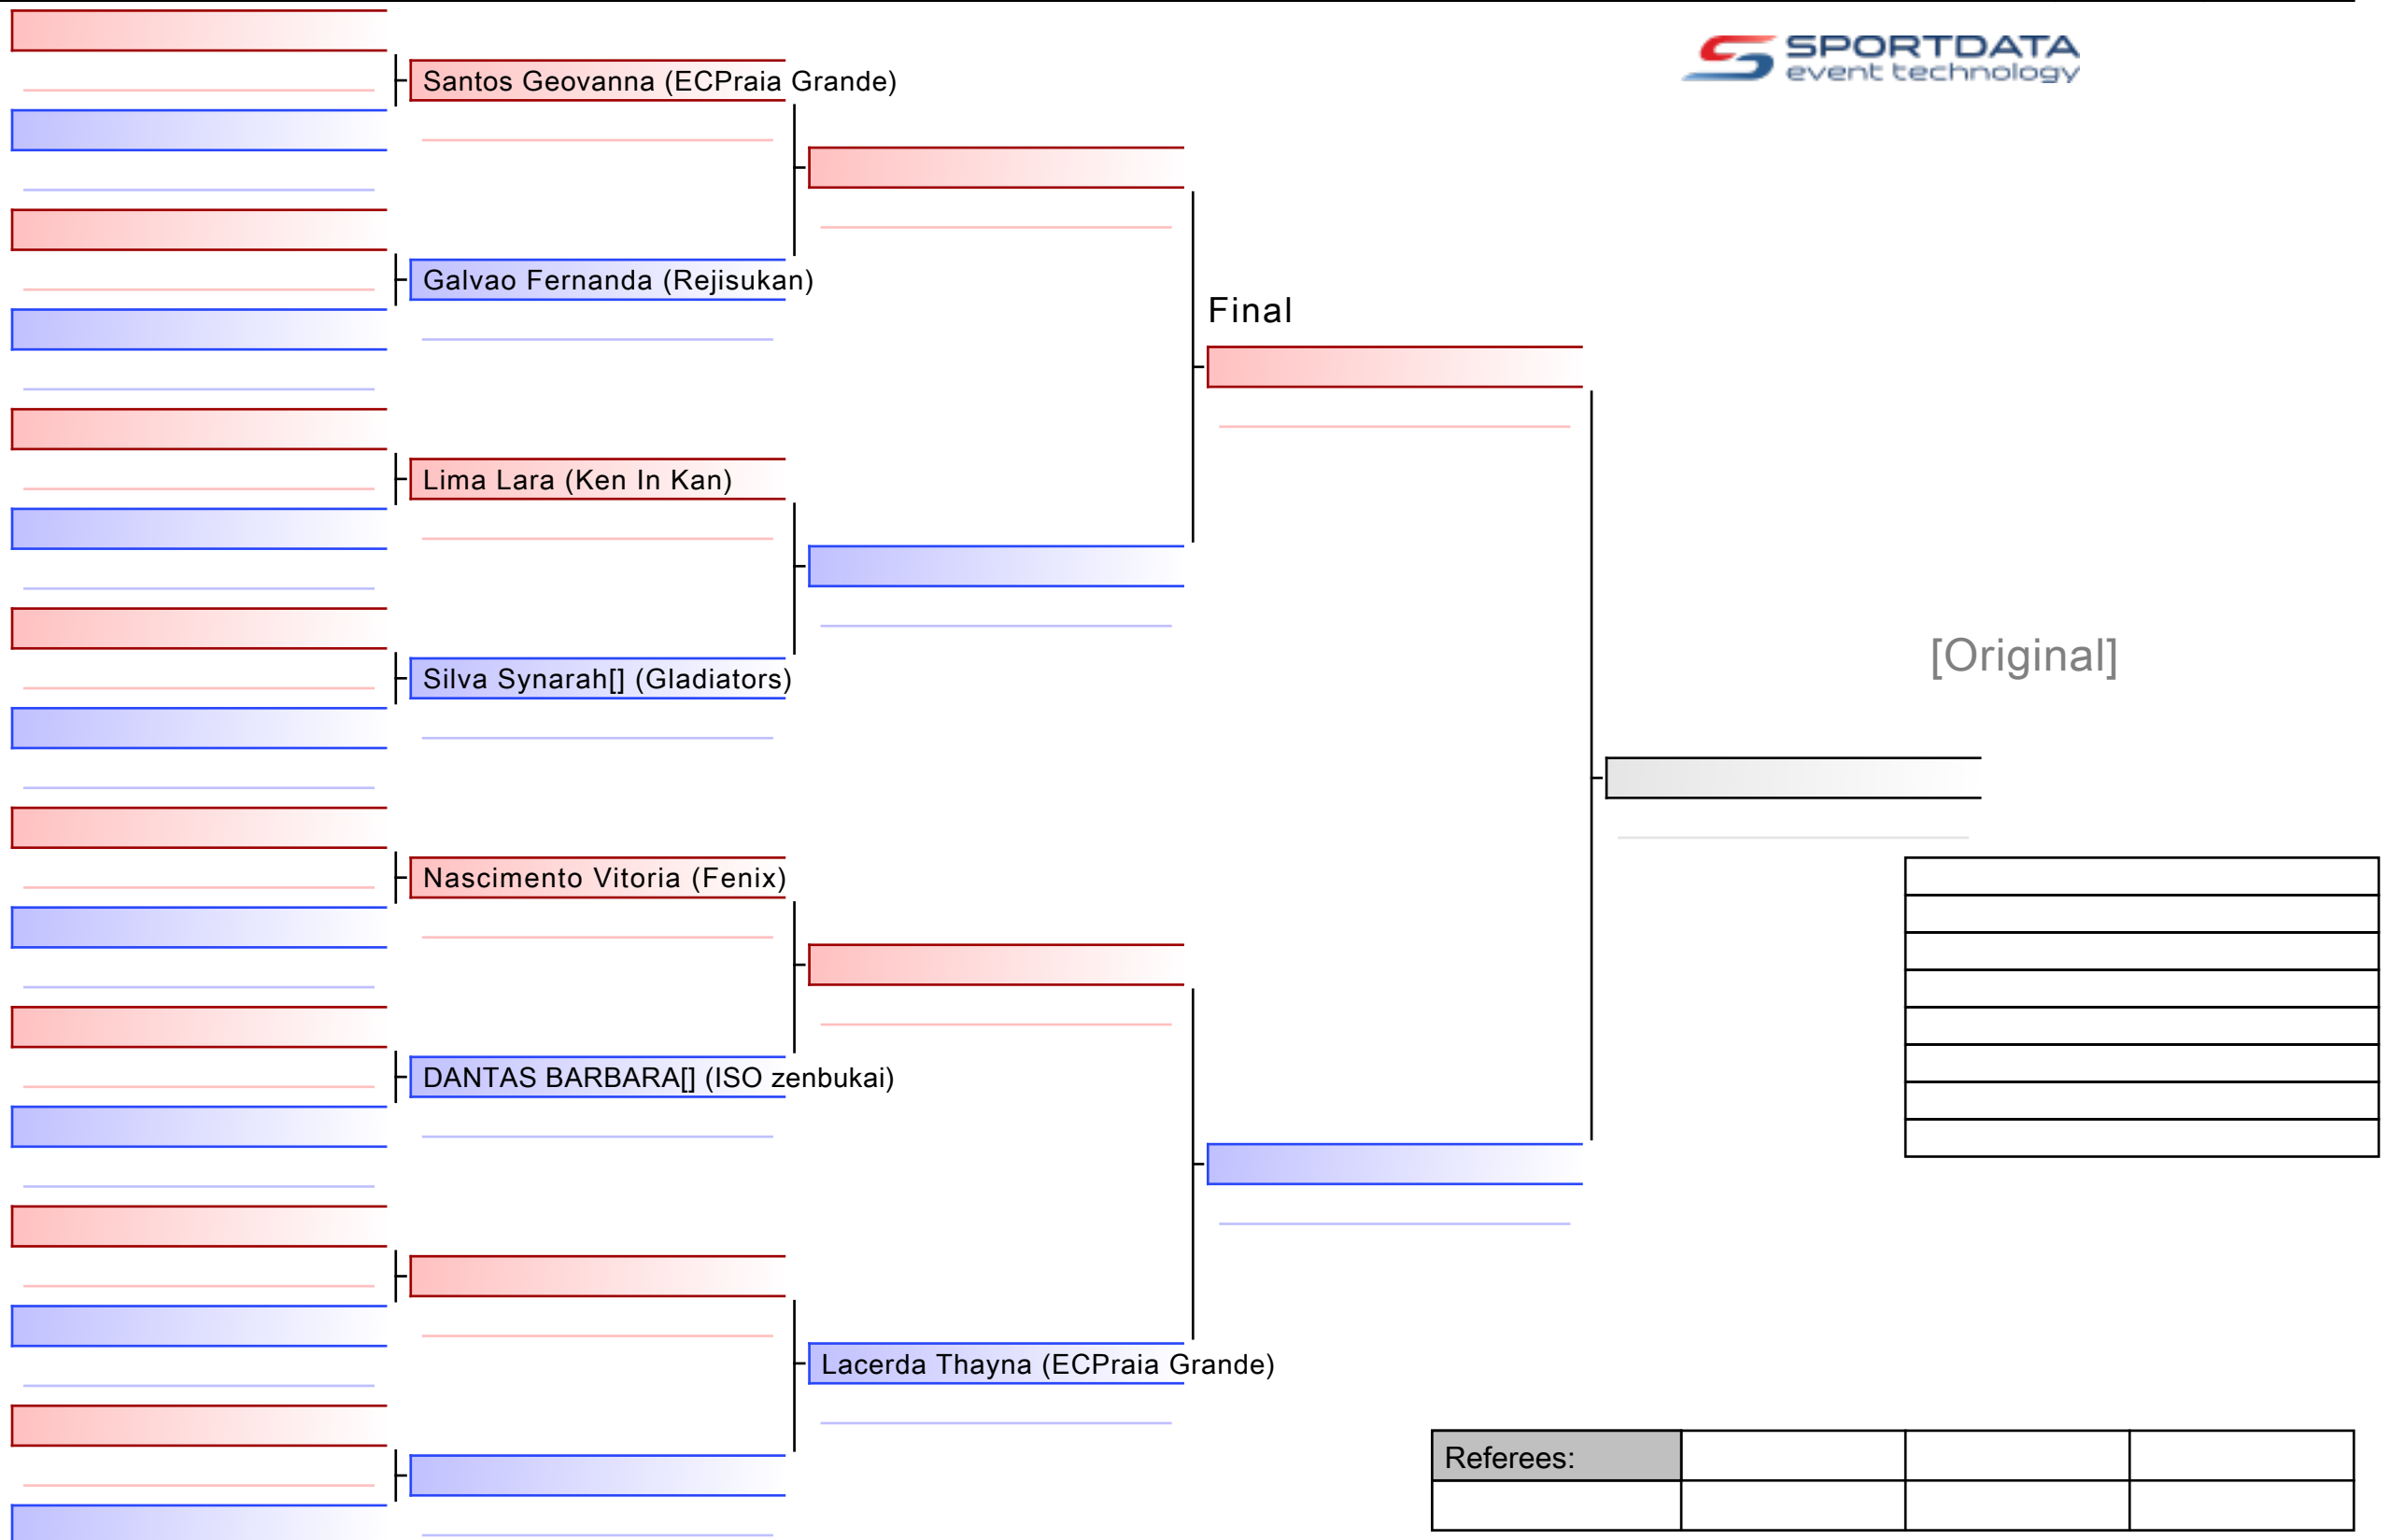 SPORTDATA
event technology
Santos Geovanna (ECPraia Grande)
Galvao Fernanda (Rejisukan)
Final
Lima Lara (Ken In Kan)
[Original]
Silva Synarah[] (Gladiators)
Nascimento Vitoria (Fenix)
DANTAS BARBARA[] (ISO zenbukai)
Lacerda Thayna (ECPraia Grande)
Referees: